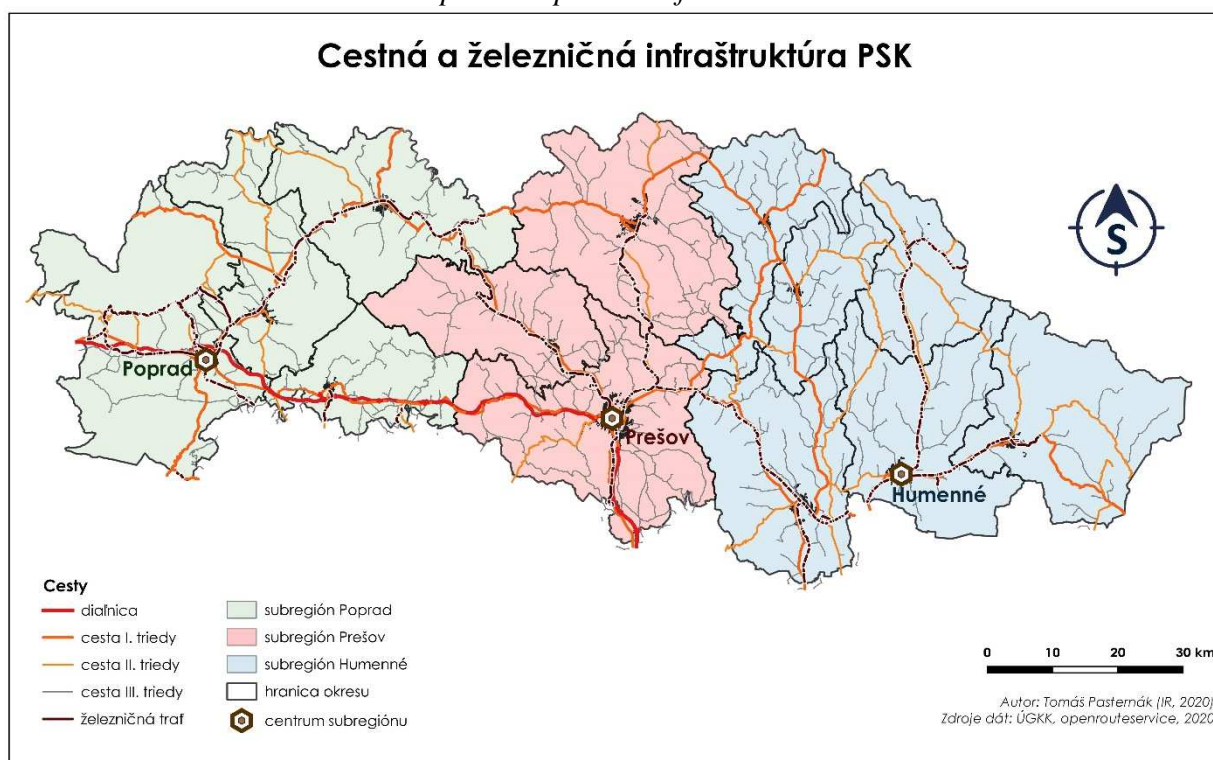 Cestná a železničná infraštruktúra PSK
S
Poprad
Prešov
Humenné
Cesty
diaľnica
cesta I. triedy
cesta II. triedy
cesta III. triedy
železničná trať
subregión Poprad
subregión Prešov
subregión Humenné
hranica okresu
centrum subregiónu
0 10 20 30 km
Autor: Tomáš Pasternák (IR, 2020)
Zdroje dát: ÚGKK, openrouteservice, 2020